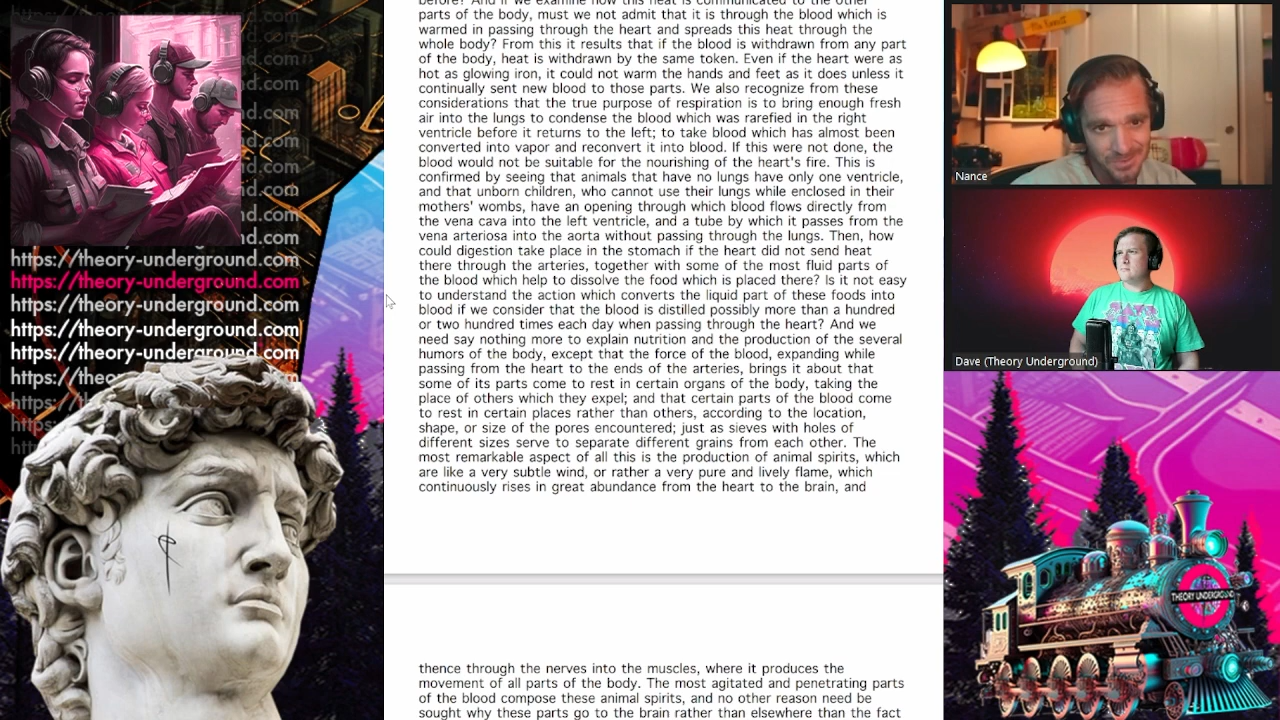 nd.com
https://theory-underground.com
https://theory-underground.com
https://theory-underground.com
https://theory-underground.com
https://theory-underground.com
https://theo
https://
https:/
before? And if we examine how this heat is communicated to the other
parts of the body, must we not admit that it is through the blood which is
warmed in passing through the heart and spreads this heat through the
whole body? From this it results that if the blood is withdrawn from any part
of the body, heat is withdrawn by the same token. Even if the heart were as
hot as glowing iron, it could not warm the hands and feet as it does unless it
continually sent new blood to those parts. We also recognize from these
considerations that the true purpose of respiration is to bring enough fresh
air into the lungs to condense the blood which was rarefied in the right
ventricle before it returns to the left; to take blood which has almost been
converted into vapor and reconvert it into blood. If this were not done, the
blood would not be suitable for the nourishing of the heart's fire. This is
confirmed by seeing that animals that have no lungs have only one ventricle,
and that unborn children, who cannot use their lungs while enclosed in their
mothers' wombs, have an opening through which blood flows directly from
the vena cava into the left ventricle, and a tube by which it passes from the
vena arteriosa into the aorta without passing through the lungs. Then, how
could digestion take place in the stomach if the heart did not send heat
there through the arteries, together with some of the most fluid parts of
the blood which help to dissolve the food which is placed there? Is it not easy
to understand the action which converts the liquid part of these foods into
blood if we consider that the blood is distilled possibly more than a hundred
or two hundred times each day when passing through the heart? And we
need say nothing more to explain nutrition and the production of the several
humors of the body, except that the force of the blood, expanding while
passing from the heart to the ends of the arteries, brings it about that
some of its parts come to rest in certain organs of the body, taking the
place of others which they expel; and that certain parts of the blood come
to rest in certain places rather than others, according to the location,
shape, or size of the pores encountered; just as sieves with holes of
different sizes serve to separate different grains from each other. The
most remarkable aspect of all this is the production of animal spirits, which
are like a very subtle wind, or rather a very pure and lively flame, which
continuously rises in great abundance from the heart to the brain, and
thence through the nerves into the muscles, where it produces the
movement of all parts of the body. The most agitated and penetrating parts
of the blood compose these animal spirits, and no other reason need be
sought why these parts go to the brain rather than elsewhere than the fact
Nance
Dave (Theory Underground)
THEORY UNDERGROUND